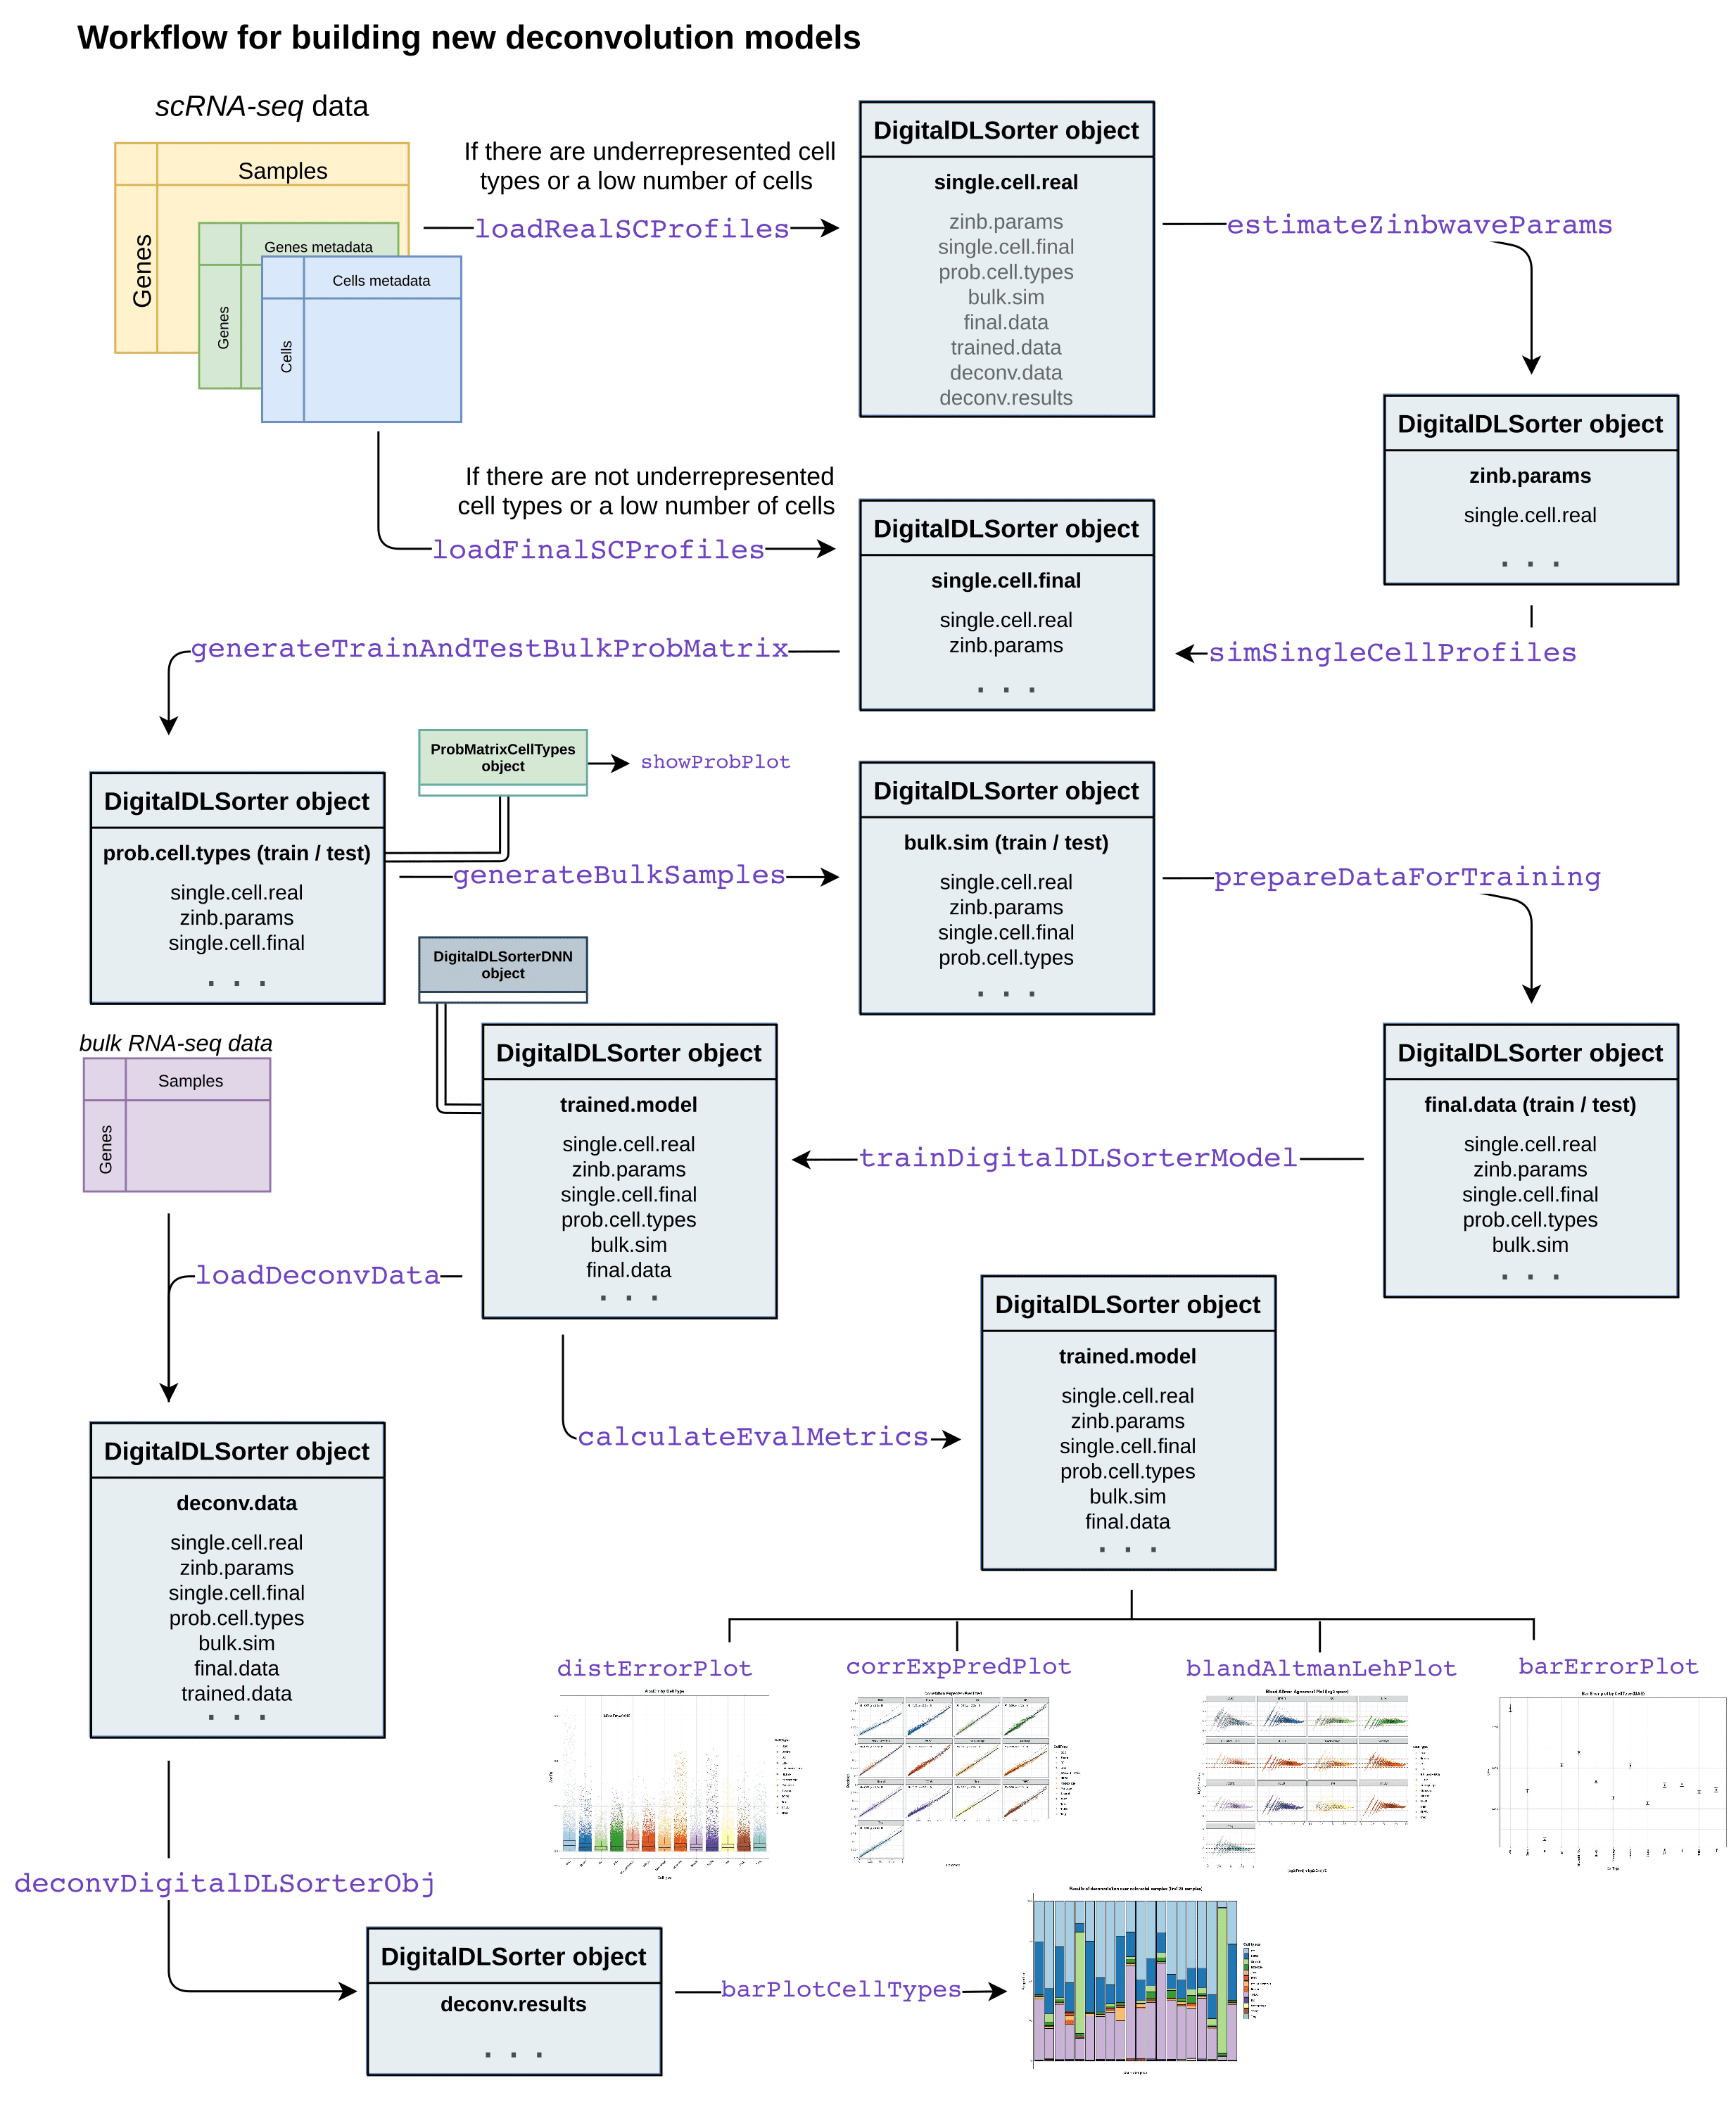 Workflow for building new deconvolution models
scRNA-seq data
Samples
Genes
Genes metadata
Genes
Cells metadata
Cells
If there are underrepresented cell
types or a low number of cells
loadRealSCProfiles
DigitalDLSorter object
single.cell.real
zinb.params
single.cell.final
prob.cell.types
bulk.sim
final.data
trained.data
deconv.data
deconv.results
estimateZinbwaveParams
DigitalDLSorter object
zinb.params
single.cell.real
. . .
If there are not underrepresented
cell types or a low number of cells
loadFinalSCProfiles
DigitalDLSorter object
single.cell.final
single.cell.real
zinb.params
. . .
simSingleCellProfiles
generateTrainAndTestBulkProbMatrix
ProbMatrixCellTypes
object
showProbPlot
DigitalDLSorter object
prob.cell.types (train / test)
single.cell.real
zinb.params
single.cell.final
. . .
generateBulkSamples
DigitalDLSorter object
bulk.sim (train / test)
single.cell.real
zinb.params
single.cell.final
prob.cell.types
. . .
prepareDataForTraining
DigitalDLSorter object
final.data (train / test)
single.cell.real
zinb.params
single.cell.final
prob.cell.types
bulk.sim
. . .
trainDigitalDLSorterModel
DigitalDLSorterDNN
object
DigitalDLSorter object
trained.model
single.cell.real
zinb.params
single.cell.final
prob.cell.types
bulk.sim
final.data
. . .
bulk RNA-seq data
Samples
Genes
loadDeconvData
calculateEvalMetrics
DigitalDLSorter object
trained.model
single.cell.real
zinb.params
single.cell.final
prob.cell.types
bulk.sim
final.data
. . .
DigitalDLSorter object
deconv.data
single.cell.real
zinb.params
single.cell.final
prob.cell.types
bulk.sim
final.data
trained.data
. . .
distErrorPlot
corrExpPredPlot
blandAltmanLehPlot
barErrorPlot
deconvDigitalDLSorterObj
DigitalDLSorter object
deconv.results
. . .
barPlotCellTypes